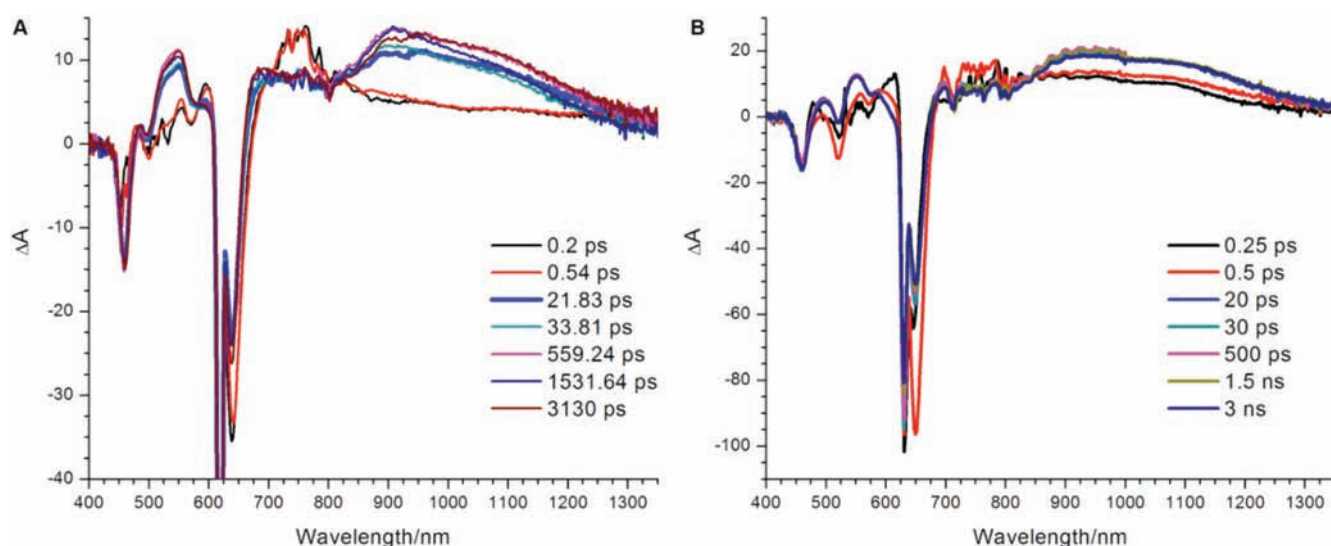 A
B
ΔA
10
0
-10
-20
-30
-40
0.2 ps
0.54 ps
21.83 ps
33.81 ps
559.24 ps
1531.64 ps
3130 ps
400 500 600 700 800 900 1000 1100 1200 1300
Wavelength/nm
ΔA
20
0
-20
-40
-60
-80
-100
0.25 ps
0.5 ps
20 ps
30 ps
500 ps
1.5 ns
3 ns
400 500 600 700 800 900 1000 1100 1200 1300
Wavelength/nm